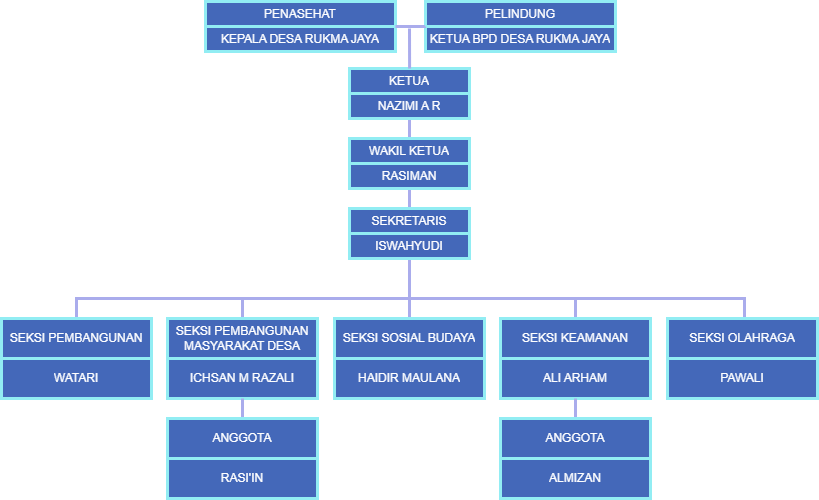 PENASEHAT
KEPALA DESA RUKMA JAYA
PELINDUNG
KETUA BPD DESA RUKMA JAYA
KETUA
NAZIMI A R
WAKIL KETUA
RASIMAN
SEKRETARIS
ISWAHYUDI
SEKSI PEMBANGUNAN
WATARI
SEKSI PEMBANGUNAN
MASYARAKAT DESA
ICHSAN M RAZALI
SEKSI SOSIAL BUDAYA
HAIDIR MAULANA
SEKSI KEAMANAN
ALI ARHAM
SEKSI OLAHRAGA
PAWALI
ANGGOTA
RASI'IN
ANGGOTA
ALMIZAN